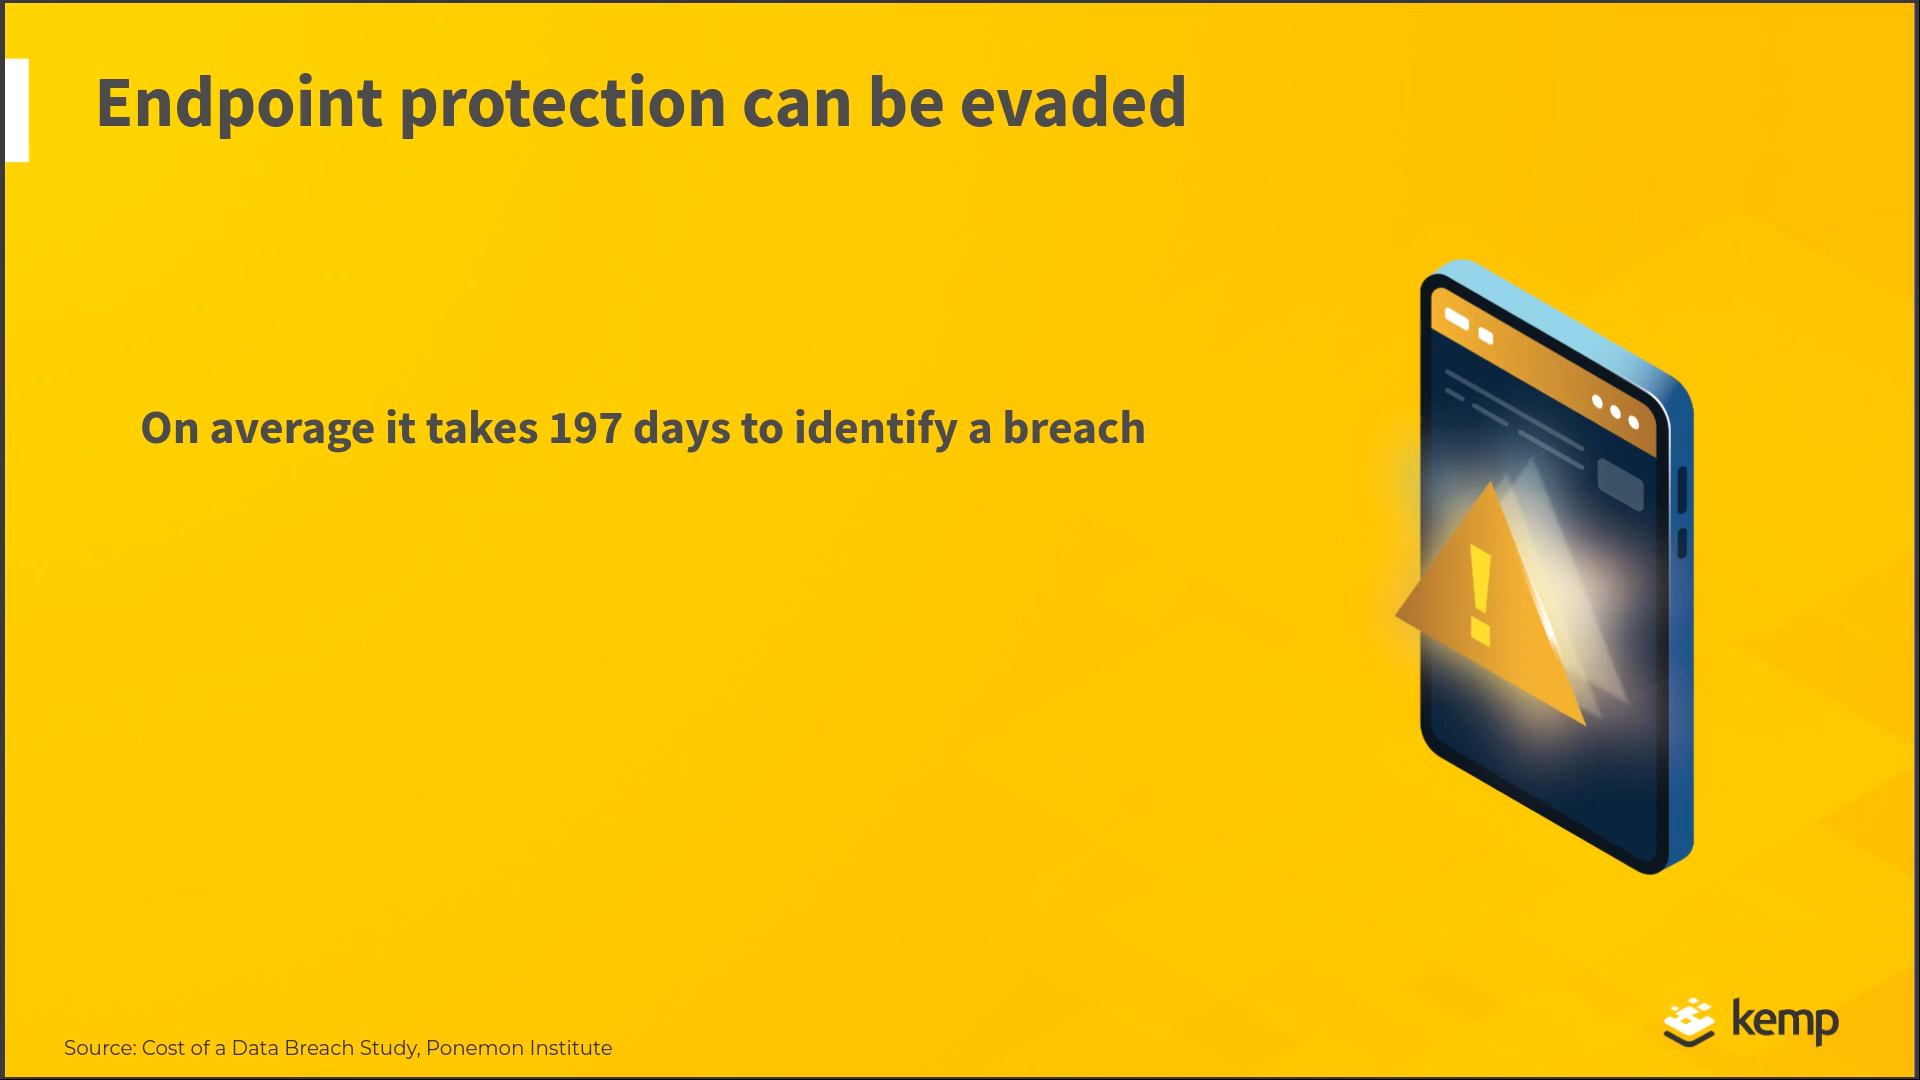 Endpoint protection can be evaded
On average it takes 197 days to identify a breach
Source: Cost of a Data Breach Study, Ponemon Institute
kemp